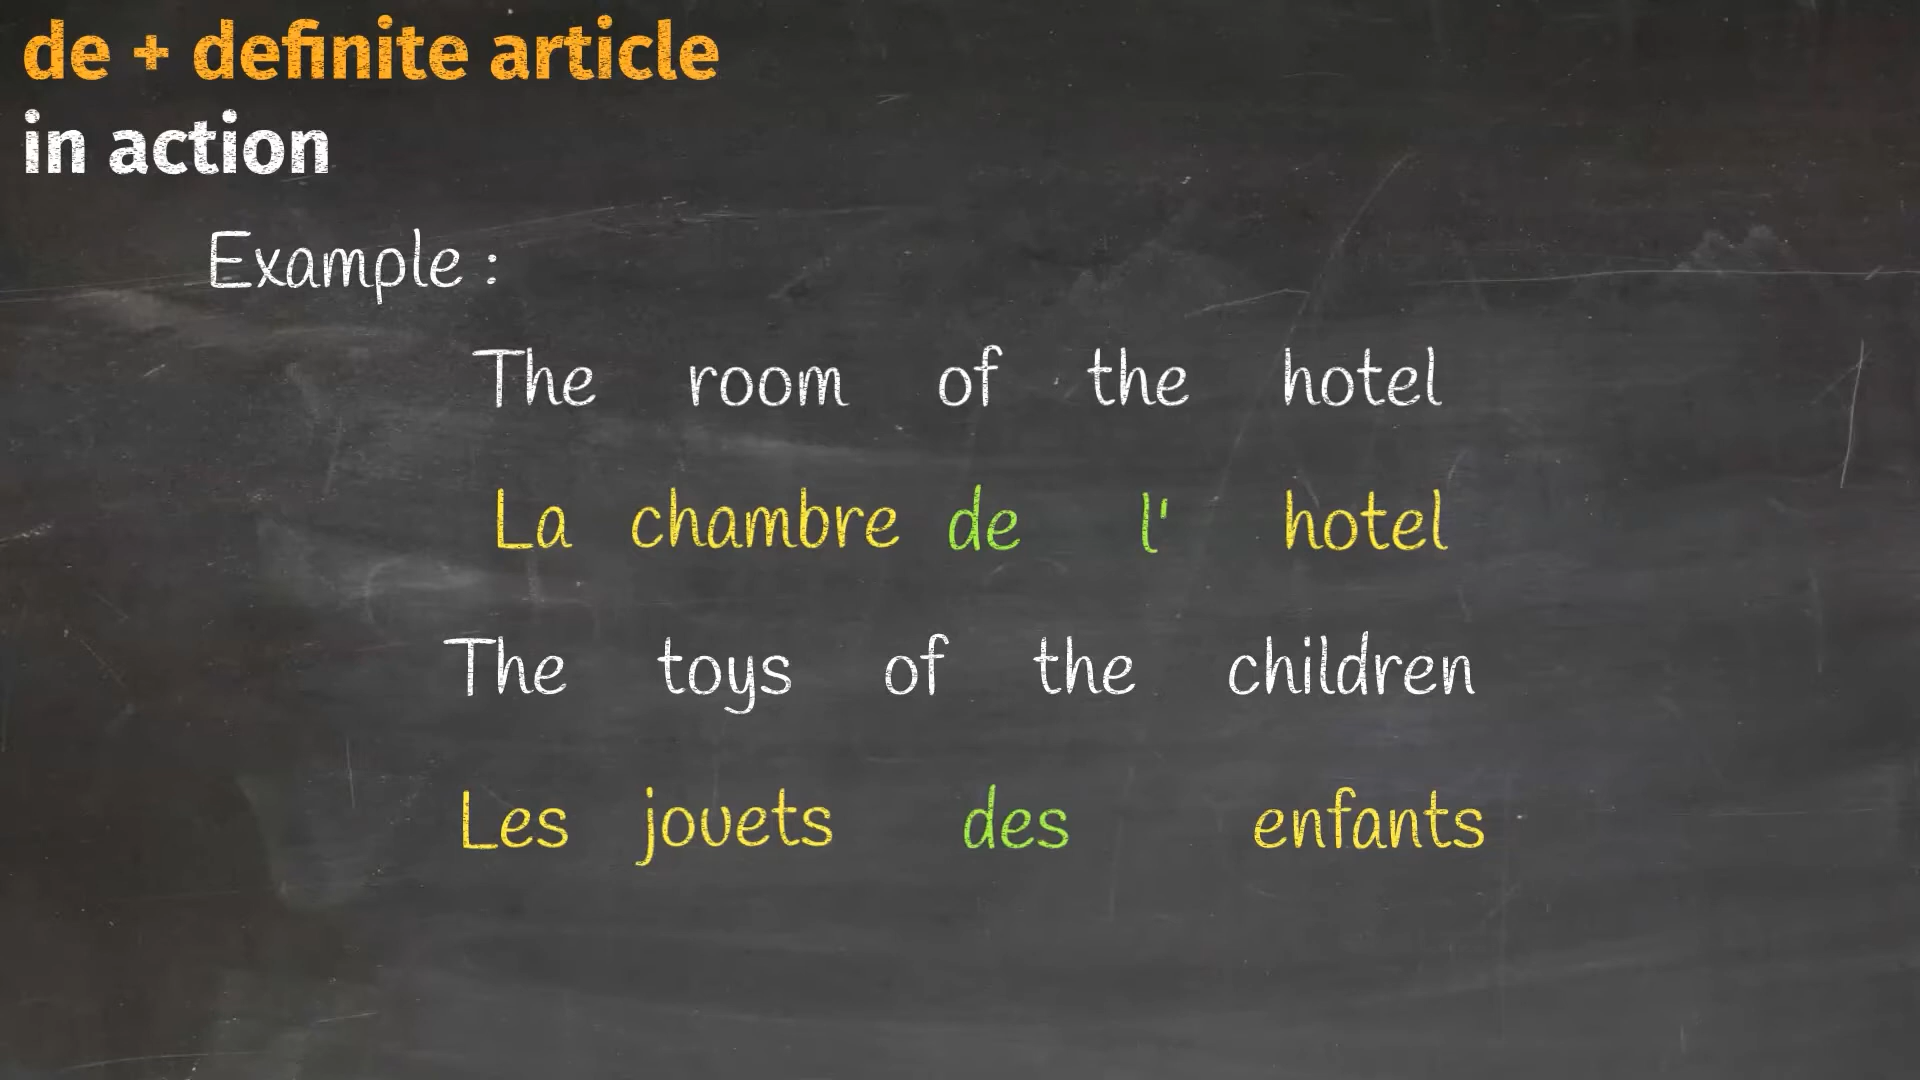 de + definite article
in action
Example :
The room of the hotel
La chambre de l' hotel
The toys of the children
Les jouets des enfants